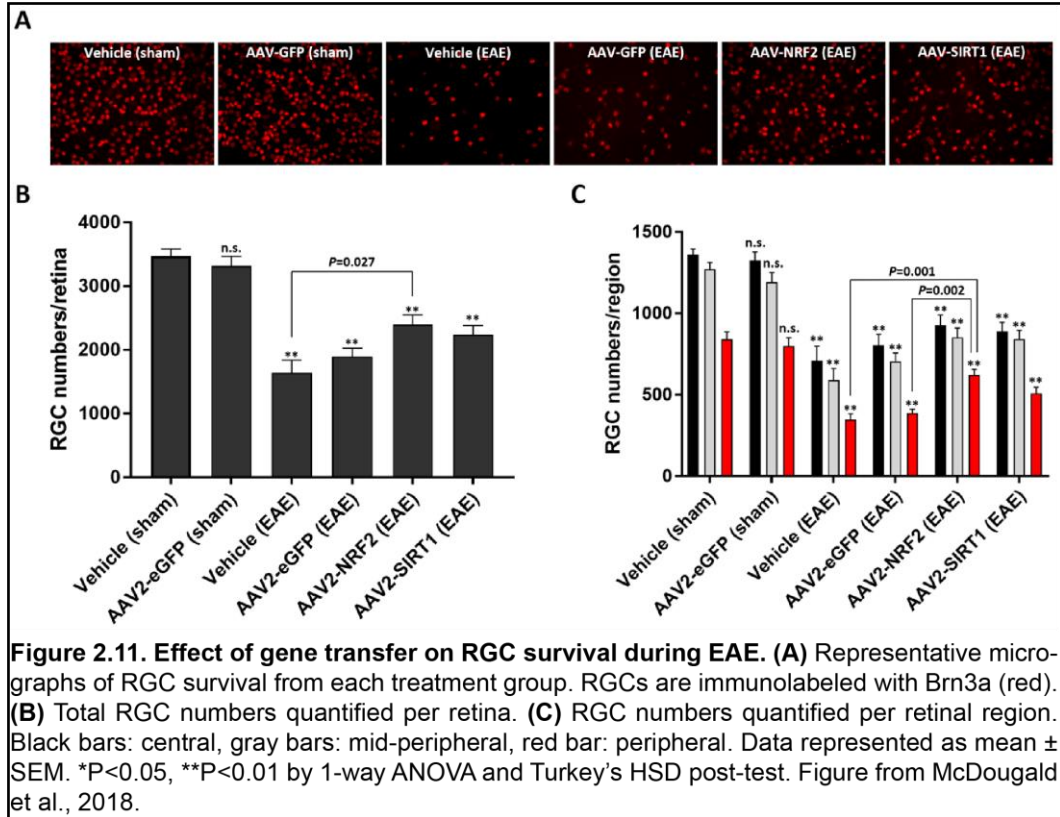 A
Vehicle (sham) AAV-GFP (sham) Vehicle (EAE) AAV-GFP (EAE) AAV-NRF2 (EAE) AAV-SIRT1 (EAE)
B
RGC numbers/retina
4000
3000
2000
1000
0
n.s.
P=0.027
**
**
**
**
Vehicle (sham)
AAV2-eGFP (sham)
Vehicle (EAE)
AAV2-eGFP (EAE)
AAV2-NRF2 (EAE)
AAV2-SIRT1 (EAE)
C
RGC numbers/region
1500
1000
500
0
n.s.
n.s.
n.s.
P=0.001
P=0.002
**
**
**
**
**
**
**
**
**
**
**
**
Vehicle (sham)
AAV2-eGFP (sham)
Vehicle (EAE)
AAV2-eGFP (EAE)
AAV2-NRF2 (EAE)
AAV2-SIRT1 (EAE)
Figure 2.11. Effect of gene transfer on RGC survival during EAE. (A) Representative micro-
graphs of RGC survival from each treatment group. RGCs are immunolabeled with Brn3a (red).
(B) Total RGC numbers quantified per retina. (C) RGC numbers quantified per retinal region.
Black bars: central, gray bars: mid-peripheral, red bar: peripheral. Data represented as mean ±
SEM. *P<0.05, **P<0.01 by 1-way ANOVA and Turkey’s HSD post-test. Figure from McDougald
et al., 2018.